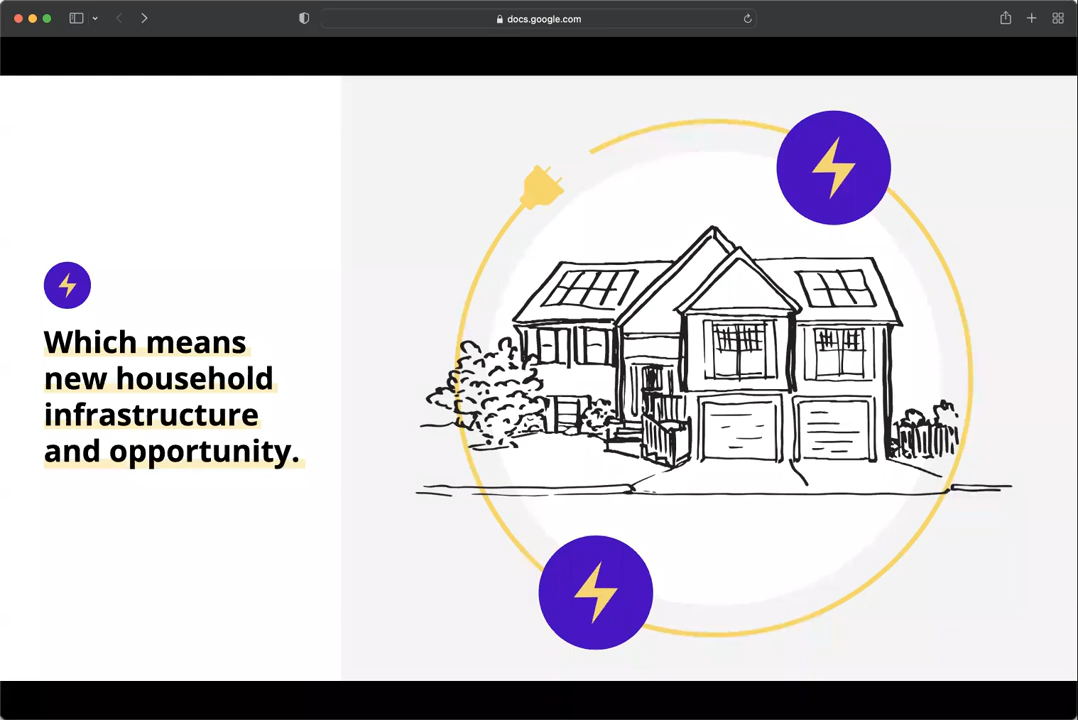 docs.google.com
Which means
new household
infrastructure
and opportunity.